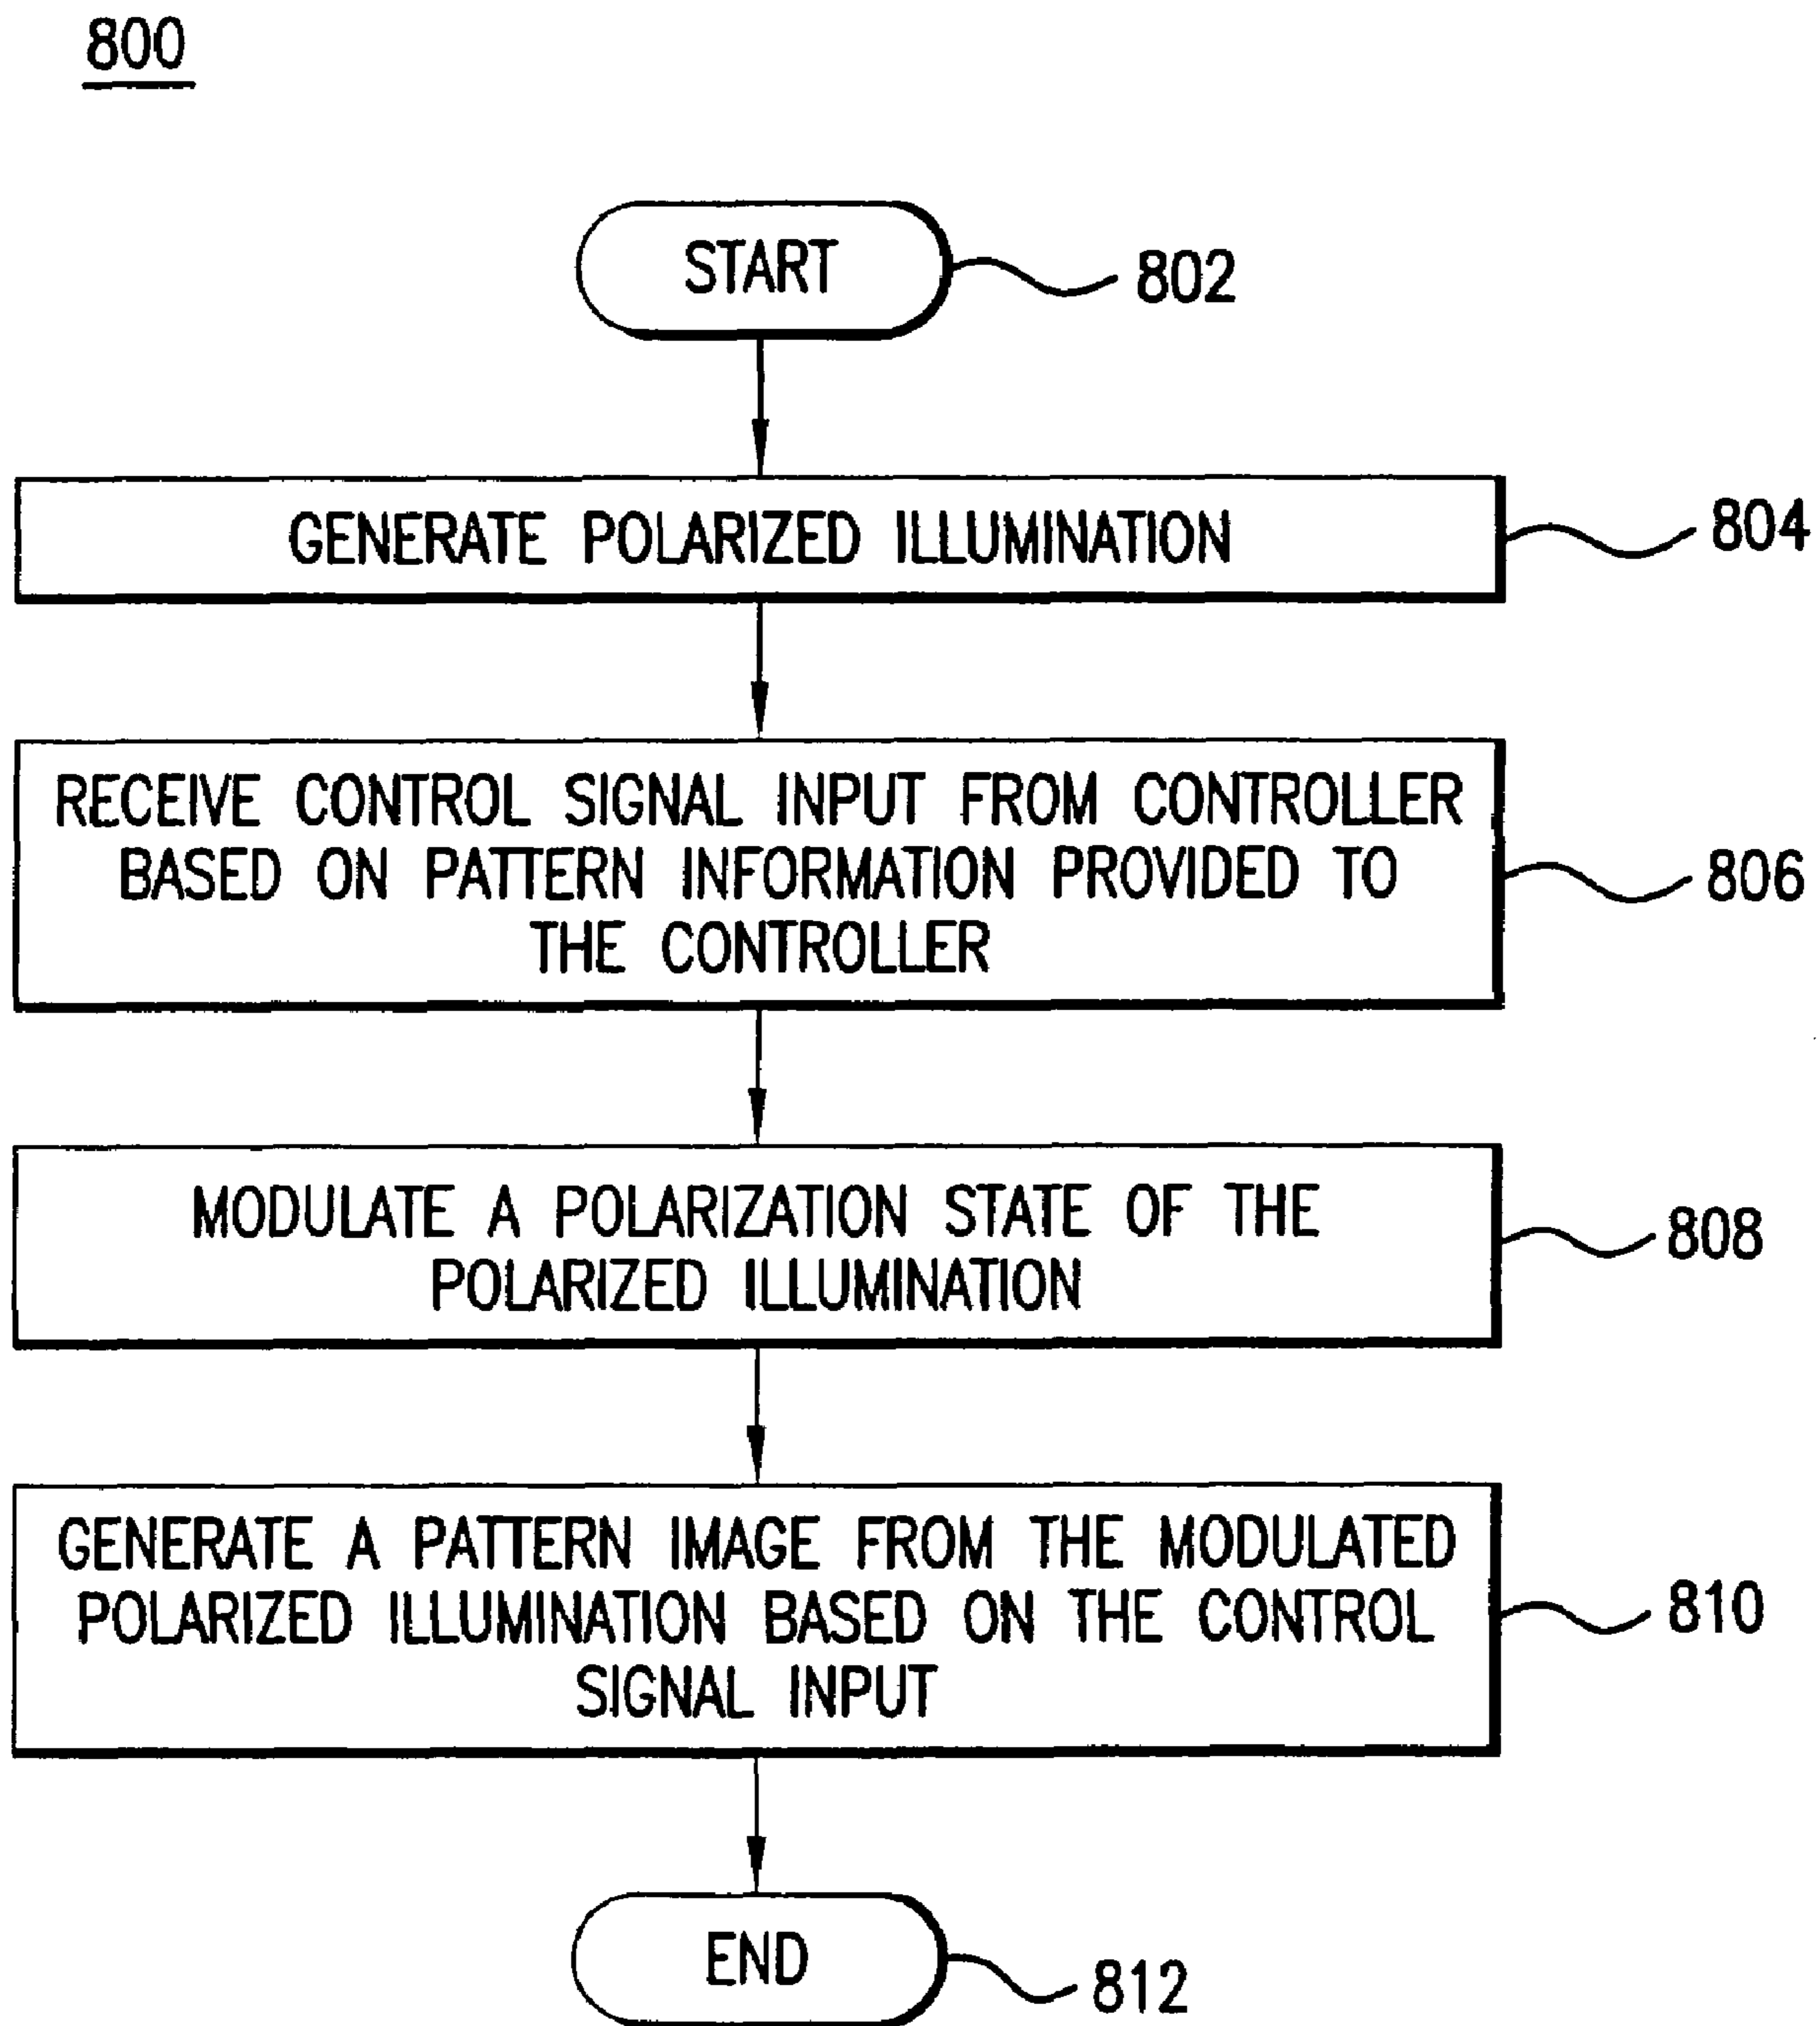 800
START
802
GENERATE POLARIZED ILLUMINATION
804
RECEIVE CONTROL SIGNAL INPUT FROM CONTROLLER
BASED ON PATTERN INFORMATION PROVIDED TO
THE CONTROLLER
806
MODULATE A POLARIZATION STATE OF THE
POLARIZED ILLUMINATION
808
GENERATE A PATTERN IMAGE FROM THE MODULATED
POLARIZED ILLUMINATION BASED ON THE CONTROL
SIGNAL INPUT
810
END
812